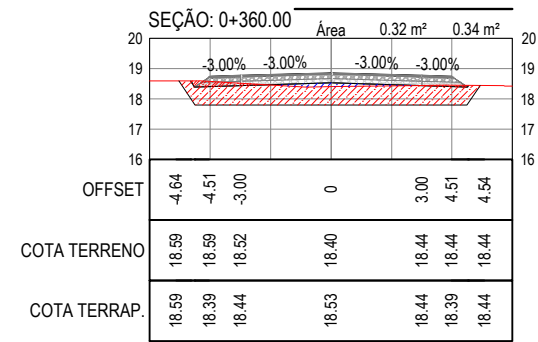 SEÇÃO: 0+360.00
Área 0.32 m² 0.34 m²
20 20
-3.00% -3.00% -3.00% -3.00%
19 19
18 18
17 17
16 16
OFFSET -4.64 -4.51 -3.00 0 3.00 4.51 4.54
COTA TERRENO 18.59 18.59 18.52 18.40 18.44 18.44 18.44
COTA TERRAP. 18.59 18.39 18.44 18.53 18.44 18.39 18.44